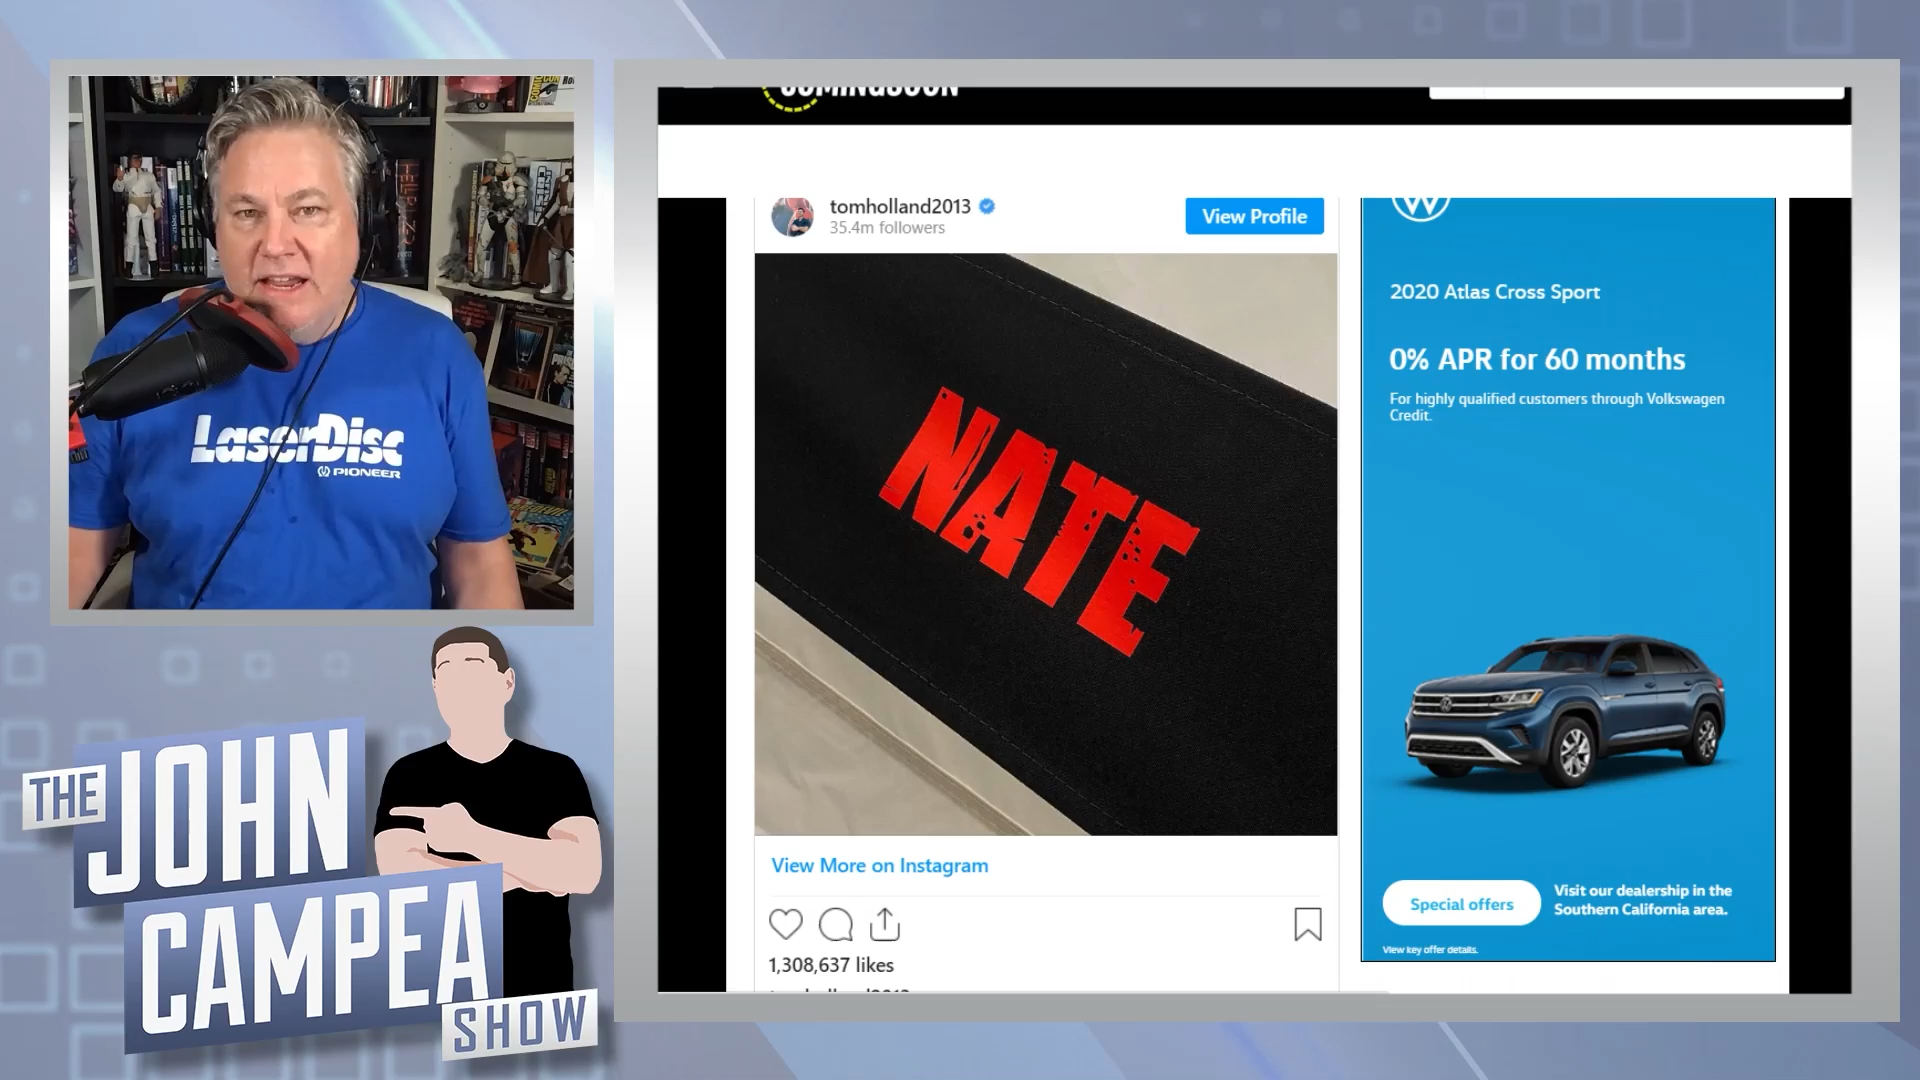 COMINGSOON
tomholland2013
35.4m followers
View Profile
2020 Atlas Cross Sport
0% APR for 60 months
For highly qualified customers through Volkswagen
Credit.
HELLBLAZER
LaserDisc
PIONEER
NATE
View More on Instagram
1,308,637 likes
Special offers
Visit our dealership in the
Southern California area.
View key offer details.
THE
JOHN
CAMPEA
SHOW